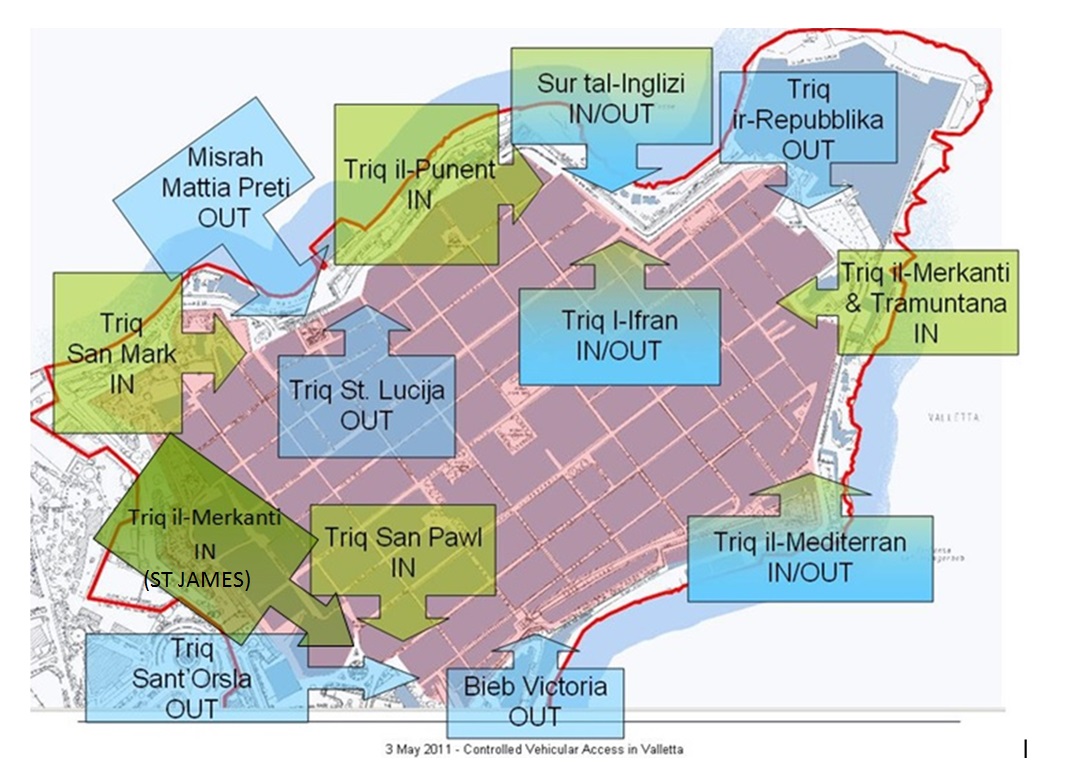 Sur tal-Inglizi
IN/OUT
Triq
ir-Repubblika
OUT
Misrah
Mattia Preti
OUT
Triq il-Punent
IN
Triq il-Merkanti
& Tramuntana
IN
Triq
San Mark
IN
Triq l-Ifran
IN/OUT
Triq St. Lucija
OUT
VALLETTA
Triq il-Merkanti
IN
(ST JAMES)
Triq San Pawl
IN
Triq il-Mediterran
IN/OUT
Triq
Sant'Orsla
OUT
Bieb Victoria
OUT
3 May 2011 - Controlled Vehicular Access in Valletta